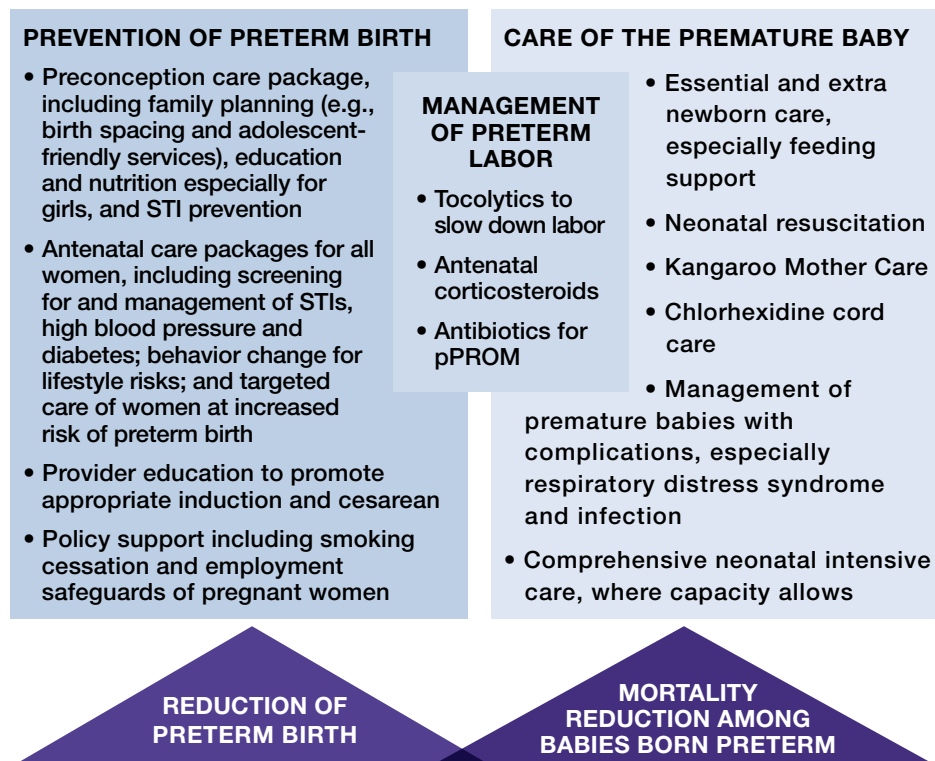 PREVENTION OF PRETERM BIRTH
• Preconception care package,
including family planning (e.g.,
birth spacing and adolescent-
friendly services), education
and nutrition especially for
girls, and STI prevention
• Antenatal care packages for all
women, including screening
for and management of STIs,
high blood pressure and
diabetes; behavior change for
lifestyle risks; and targeted
care of women at increased
risk of preterm birth
• Provider education to promote
appropriate induction and cesarean
• Policy support including smoking
cessation and employment
safeguards of pregnant women
MANAGEMENT
OF PRETERM
LABOR
• Tocolytics to
slow down labor
• Antenatal
corticosteroids
• Antibiotics for
pPROM
CARE OF THE PREMATURE BABY
• Essential and extra
newborn care,
especially feeding
support
• Neonatal resuscitation
• Kangaroo Mother Care
• Chlorhexidine cord
care
• Management of
premature babies with
complications, especially
respiratory distress syndrome
and infection
• Comprehensive neonatal intensive
care, where capacity allows
REDUCTION OF
PRETERM BIRTH
MORTALITY
REDUCTION AMONG
BABIES BORN PRETERM